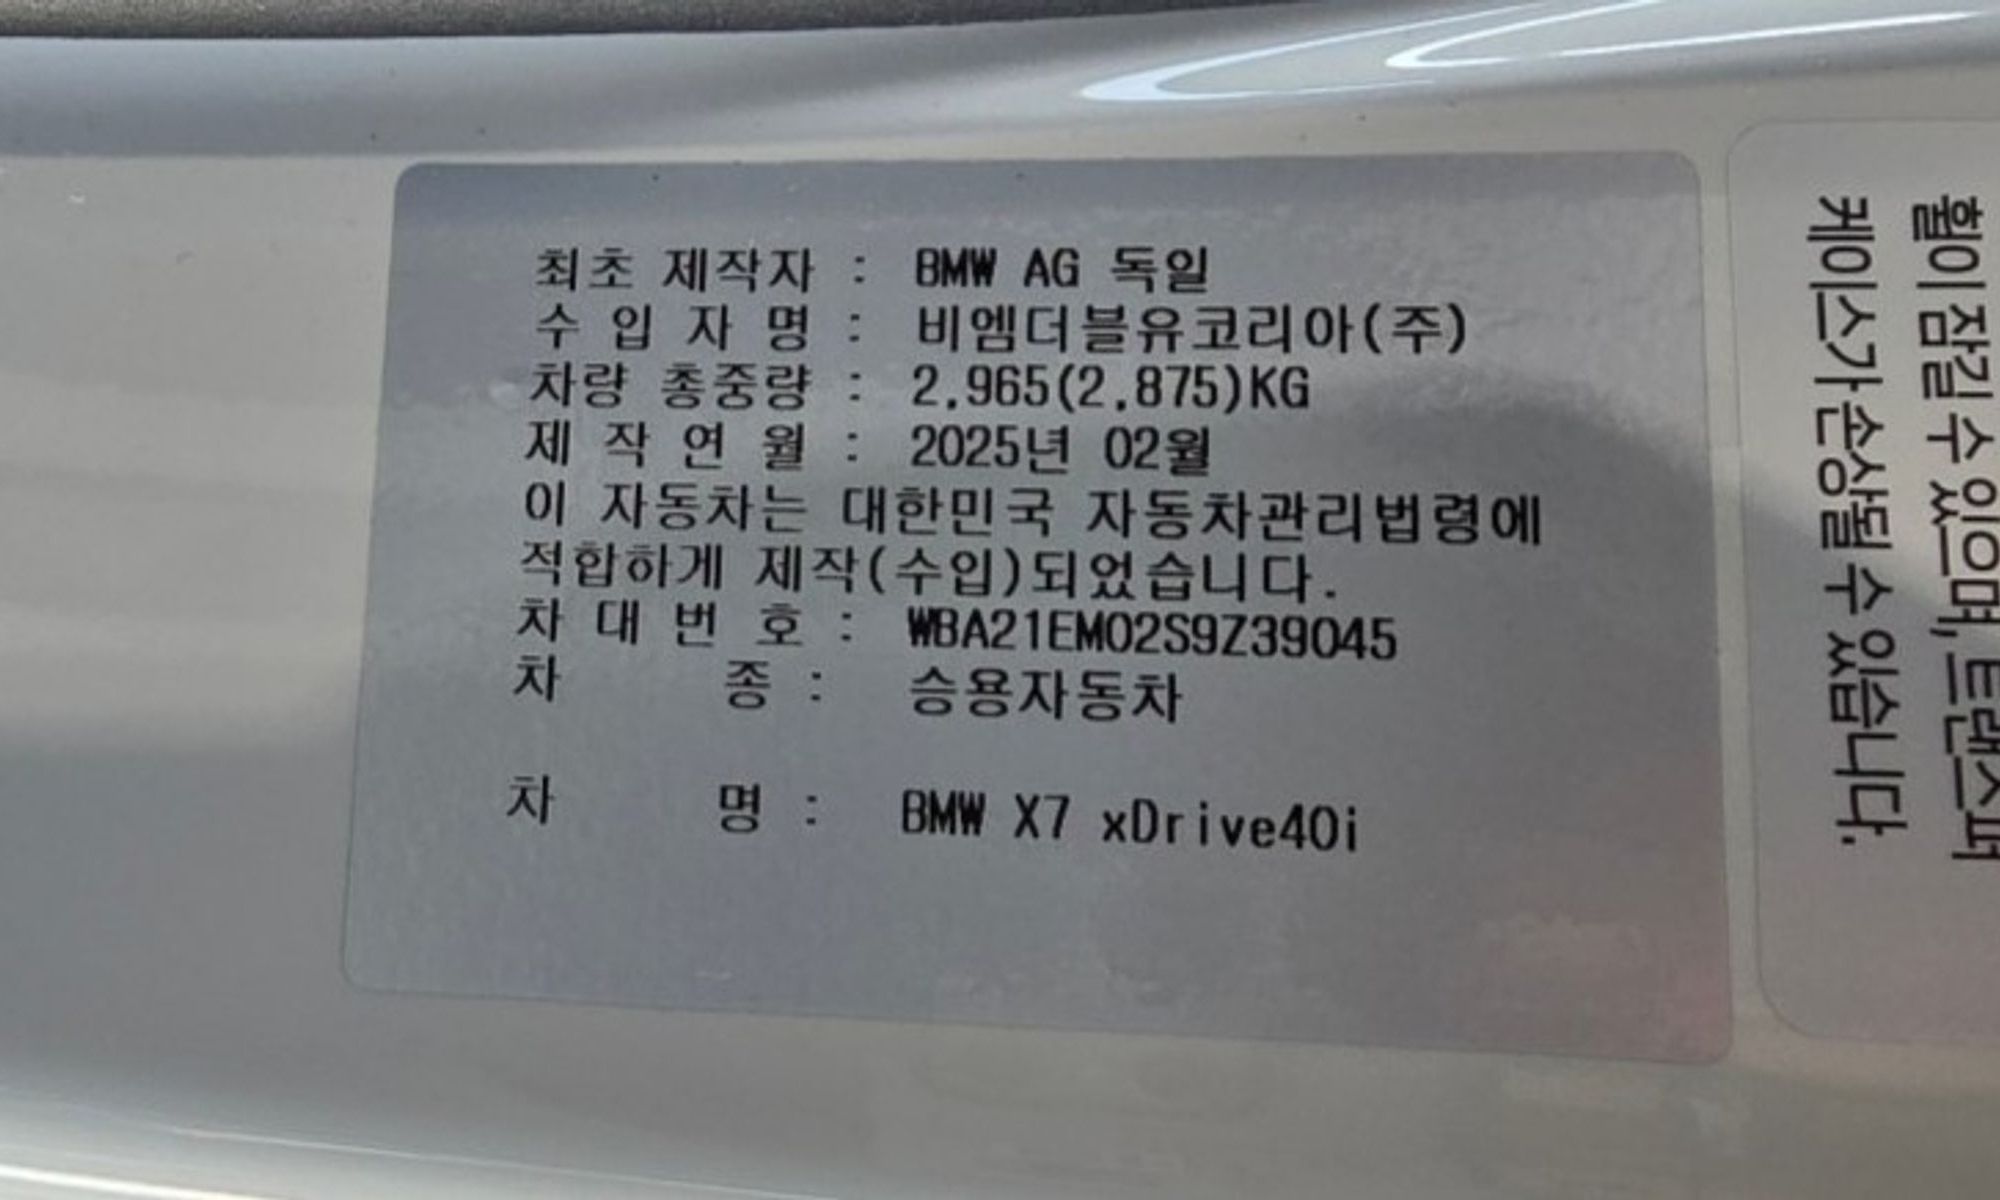 최초 제작자 : BMW AG 독일
수 입 자 명 : 비엠더블유코리아(주)
차량 총중량 : 2.965(2.875)KG
제 작 연 월 : 2025년 02월
이 자동차는 대한민국 자동차관리법령에
적합하게 제작(수입)되었습니다.
차 대 번 호 : WBA21EM02S9Z39045
차 종 : 승용자동차
차 명 : BMW X7 xDrive40i
휠이 잠길 수 있으며, 트랜스퍼
케이스가 손상될 수 있습니다.